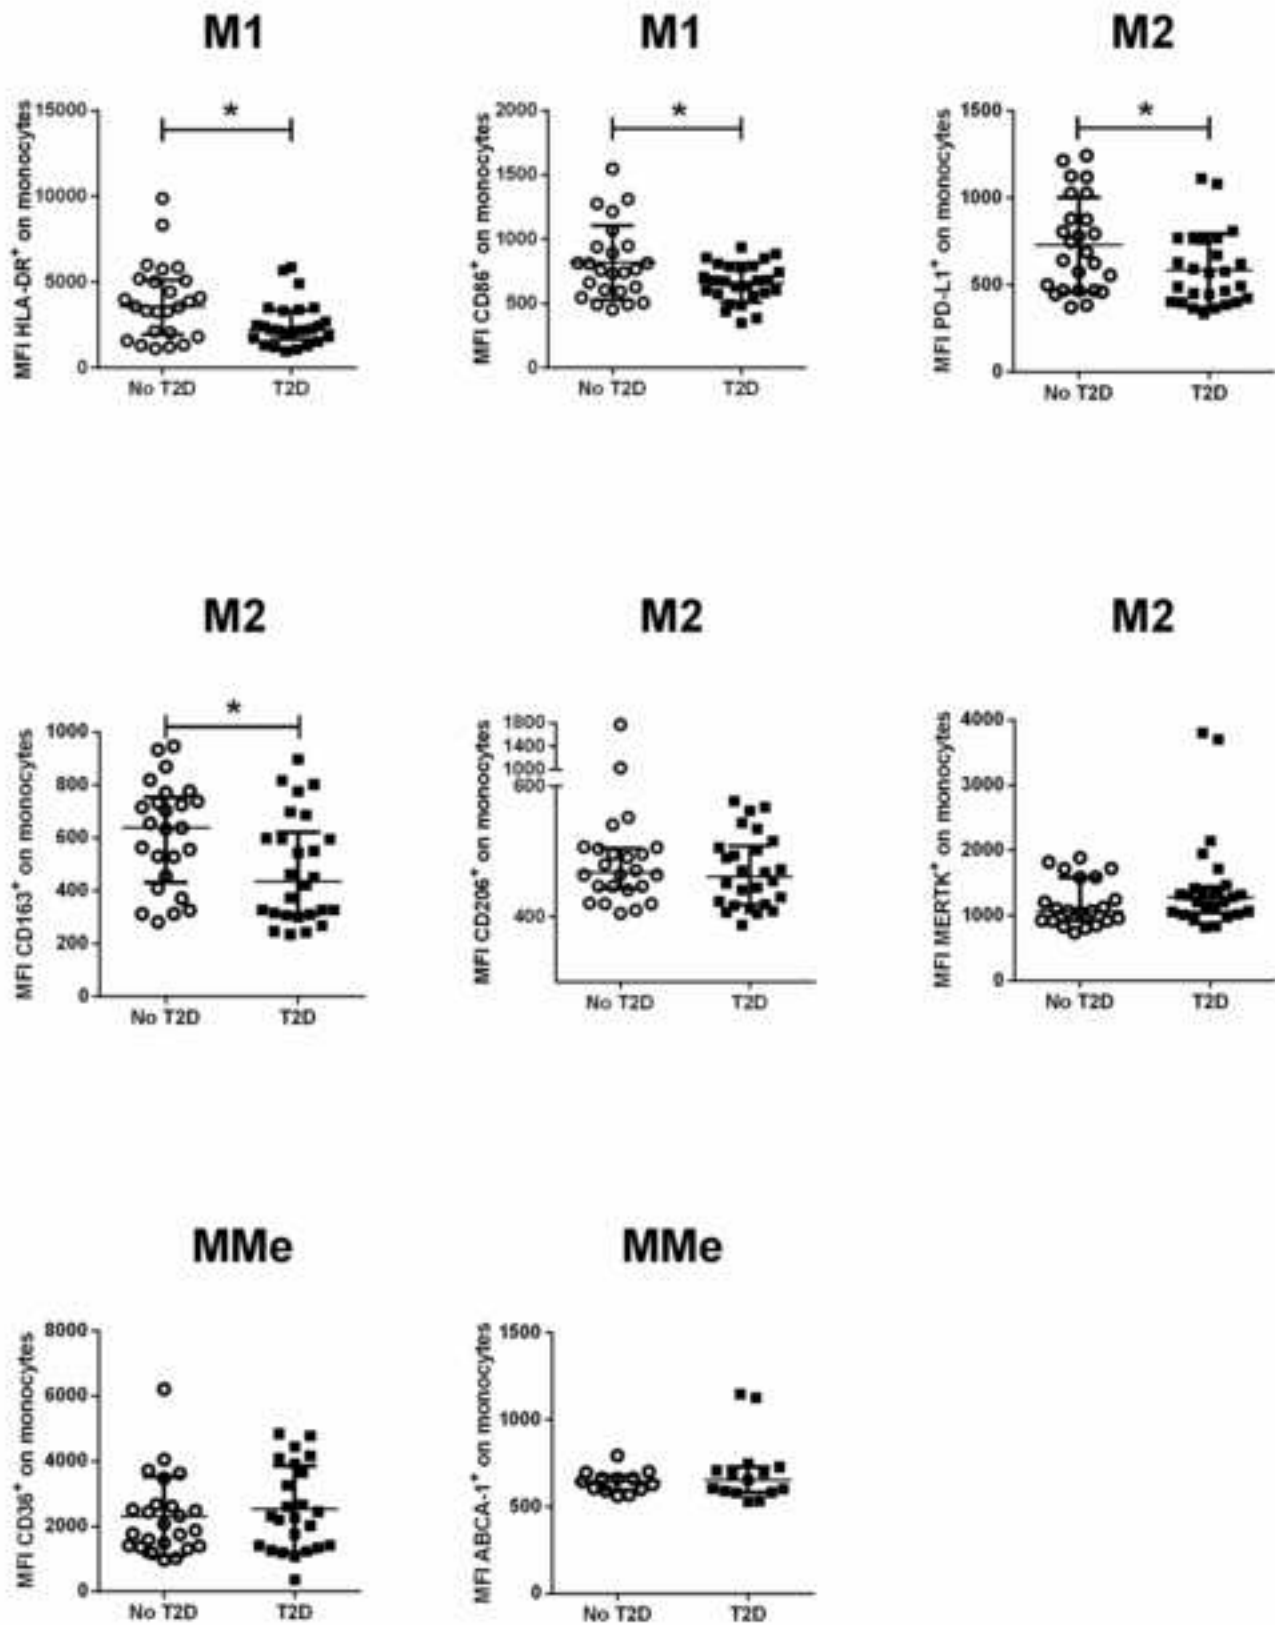 M1
MFI HLA-DR⁺ on monocytes
15000
10000
5000
0
*
No T2D T2D
M1
MFI CD86⁺ on monocytes
2000
1500
1000
500
0
*
No T2D T2D
M2
MFI PD-L1⁺ on monocytes
1500
1000
500
0
*
No T2D T2D
M2
MFI CD163⁺ on monocytes
1000
800
600
400
200
0
*
No T2D T2D
M2
MFI CD206⁺ on monocytes
1800
1400
1000
600
400
No T2D T2D
M2
MFI MERTK⁺ on monocytes
4000
3000
2000
1000
0
No T2D T2D
MMe
MFI CD36⁺ on monocytes
8000
6000
4000
2000
0
No T2D T2D
MMe
MFI ABCA-1⁺ on monocytes
1500
1000
500
0
No T2D T2D